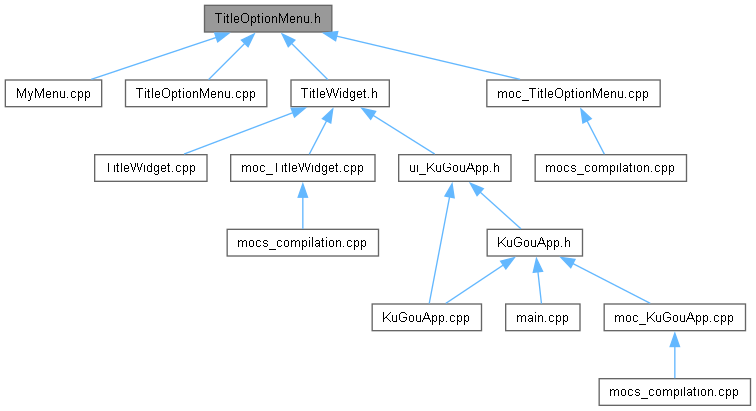 TitleOptionMenu.h
MyMenu.cpp
TitleOptionMenu.cpp
TitleWidget.h
moc_TitleOptionMenu.cpp
TitleWidget.cpp
moc_TitleWidget.cpp
ui_KuGouApp.h
mocs_compilation.cpp
mocs_compilation.cpp
KuGouApp.h
KuGouApp.cpp
main.cpp
moc_KuGouApp.cpp
mocs_compilation.cpp